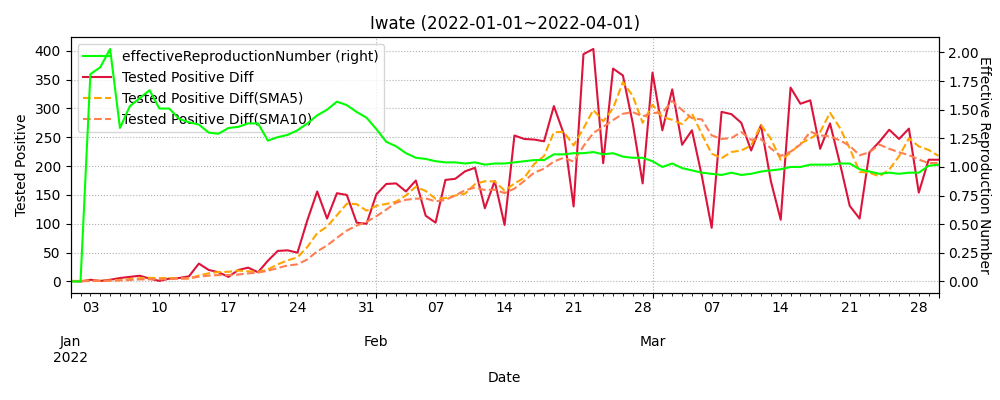 Iwate (2022-01-01~2022-04-01)
effectiveReproductionNumber (right)
Tested Positive Diff
Tested Positive Diff(SMA5)
Tested Positive Diff(SMA10)
Tested Positive
400
350
300
250
200
150
100
50
0
2.00
1.75
1.50
1.25
1.00
0.75
0.50
0.25
0.00
Effective Reproduction Number
03 10 17 24 31 07 14 21 07 14 21 28
Jan Feb Mar
2022
Date